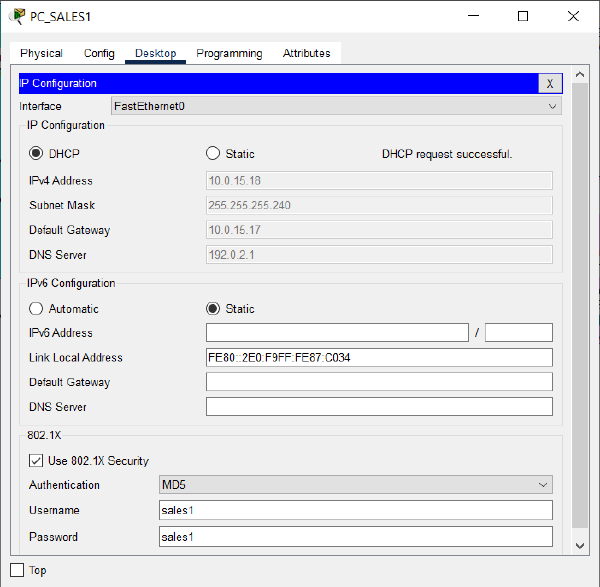 PC_SALES1
Physical Config Desktop Programming Attributes
IP Configuration X
Interface FastEthernet0
IP Configuration
DHCP Static DHCP request successful.
IPv4 Address 10.0.15.18
Subnet Mask 255.255.255.240
Default Gateway 10.0.15.17
DNS Server 192.0.2.1
IPv6 Configuration
Automatic Static
IPv6 Address /
Link Local Address FE80::2E0:F9FF:FE87:C034
Default Gateway
DNS Server
802.1X
Use 802.1X Security
Authentication MD5
Username sales1
Password sales1
Top